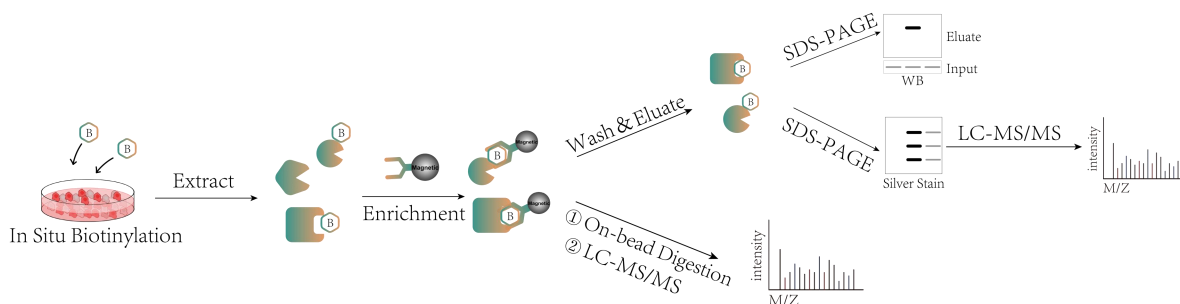 B
B
In Situ Biotinylation
Extract
B
B
Magnetic
Enrichment
Magnetic
B
Magnetic
B
Wash & Eluate
① On-bead Digestion
② LC-MS/MS
intensity
M/Z
B
B
SDS-PAGE
Eluate
Input
WB
SDS-PAGE
Silver Stain
LC-MS/MS
intensity
M/Z